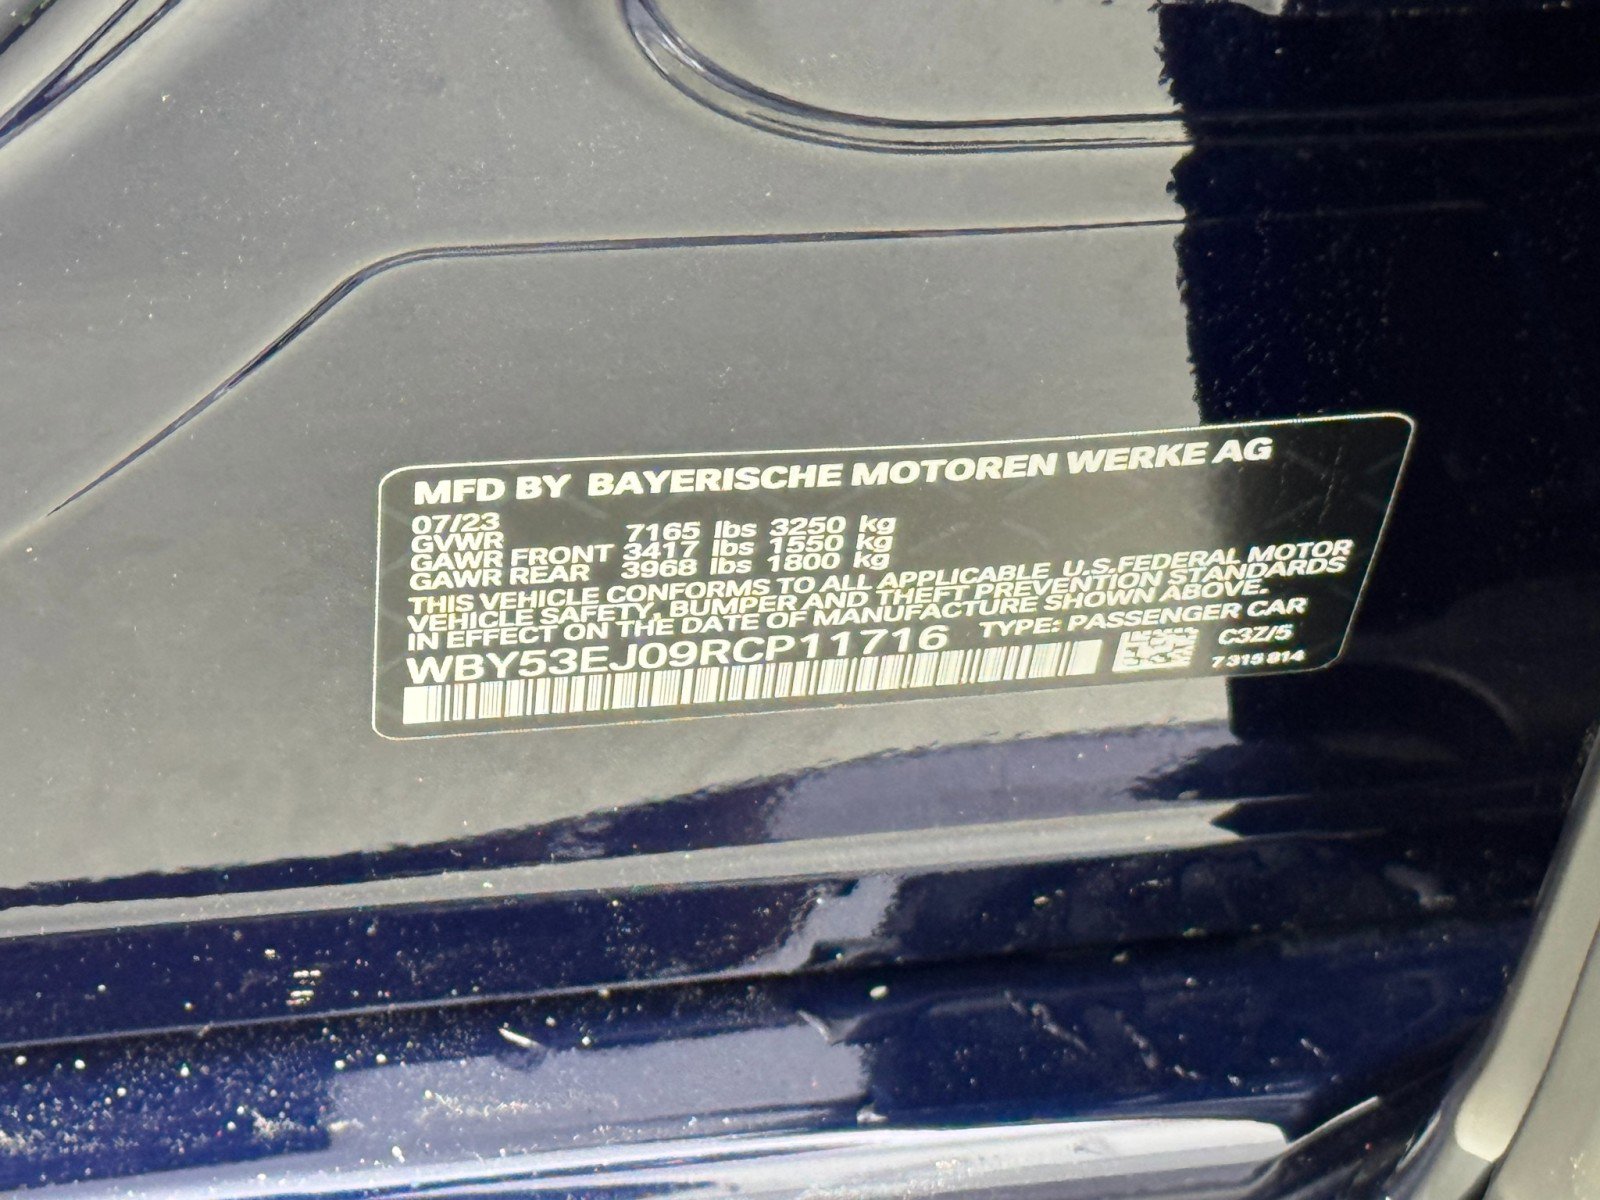 MFD BY BAYERISCHE MOTOREN WERKE AG
07/23
GVWR 7165 lbs 3250 kg
GAWR FRONT 3417 lbs 1550 kg
GAWR REAR 3968 lbs 1800 kg
THIS VEHICLE CONFORMS TO ALL APPLICABLE U.S.FEDERAL MOTOR
VEHICLE SAFETY, BUMPER AND THEFT PREVENTION STANDARDS
IN EFFECT ON THE DATE OF MANUFACTURE SHOWN ABOVE.
TYPE: PASSENGER CAR
WBY53EJ09RCP11716
C3Z/5
7 315 814